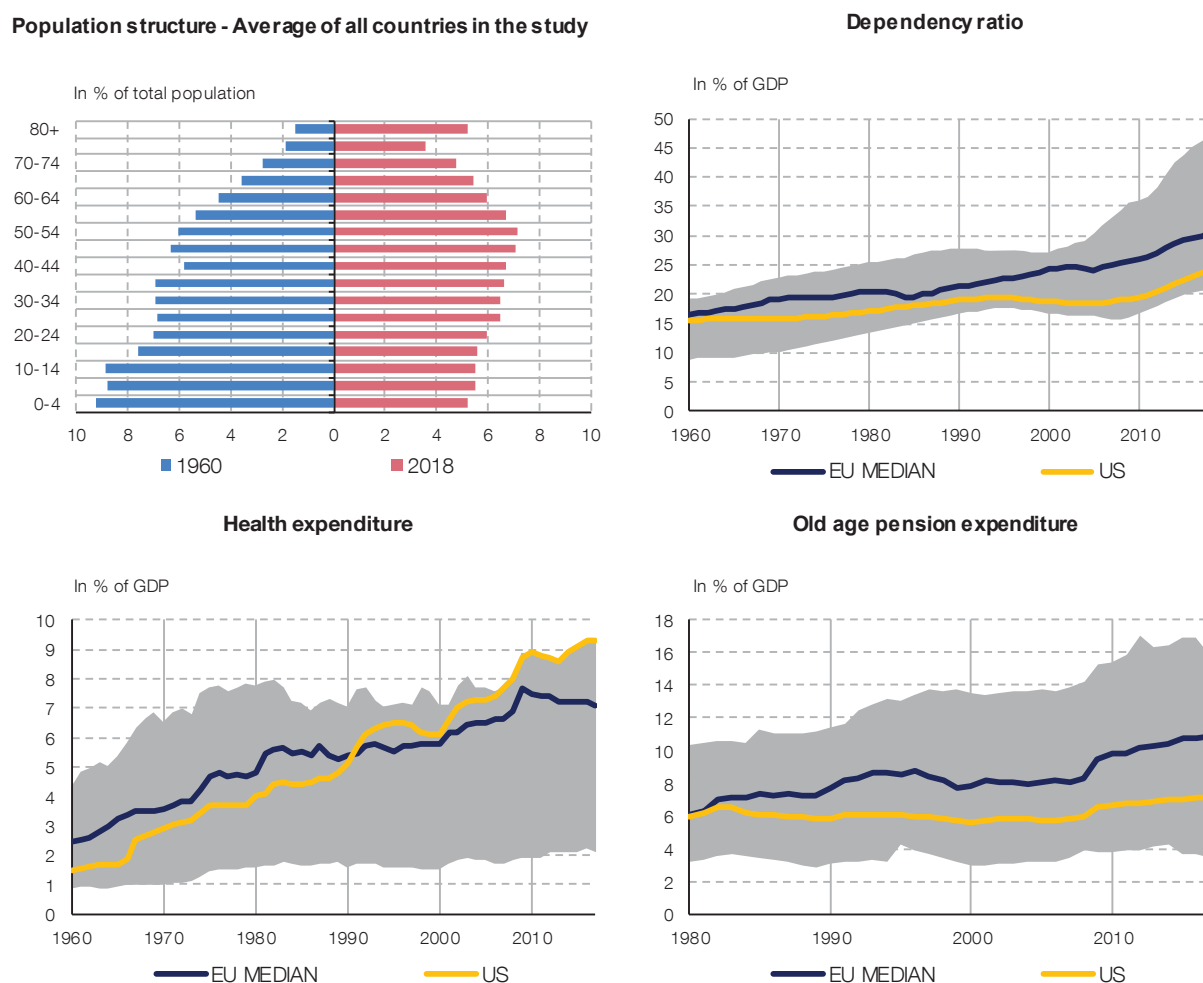 Population structure - Average of all countries in the study
In % of total population
80+
70-74
60-64
50-54
40-44
30-34
20-24
10-14
0-4
10 8 6 4 2 0 2 4 6 8 10
1960 2018
Dependency ratio
In % of GDP
50
45
40
35
30
25
20
15
10
5
0
1960 1970 1980 1990 2000 2010
EU MEDIAN US
Health expenditure
In % of GDP
10
9
8
7
6
5
4
3
2
1
0
1960 1970 1980 1990 2000 2010
EU MEDIAN US
Old age pension expenditure
In % of GDP
18
16
14
12
10
8
6
4
2
0
1980 1990 2000 2010
EU MEDIAN US